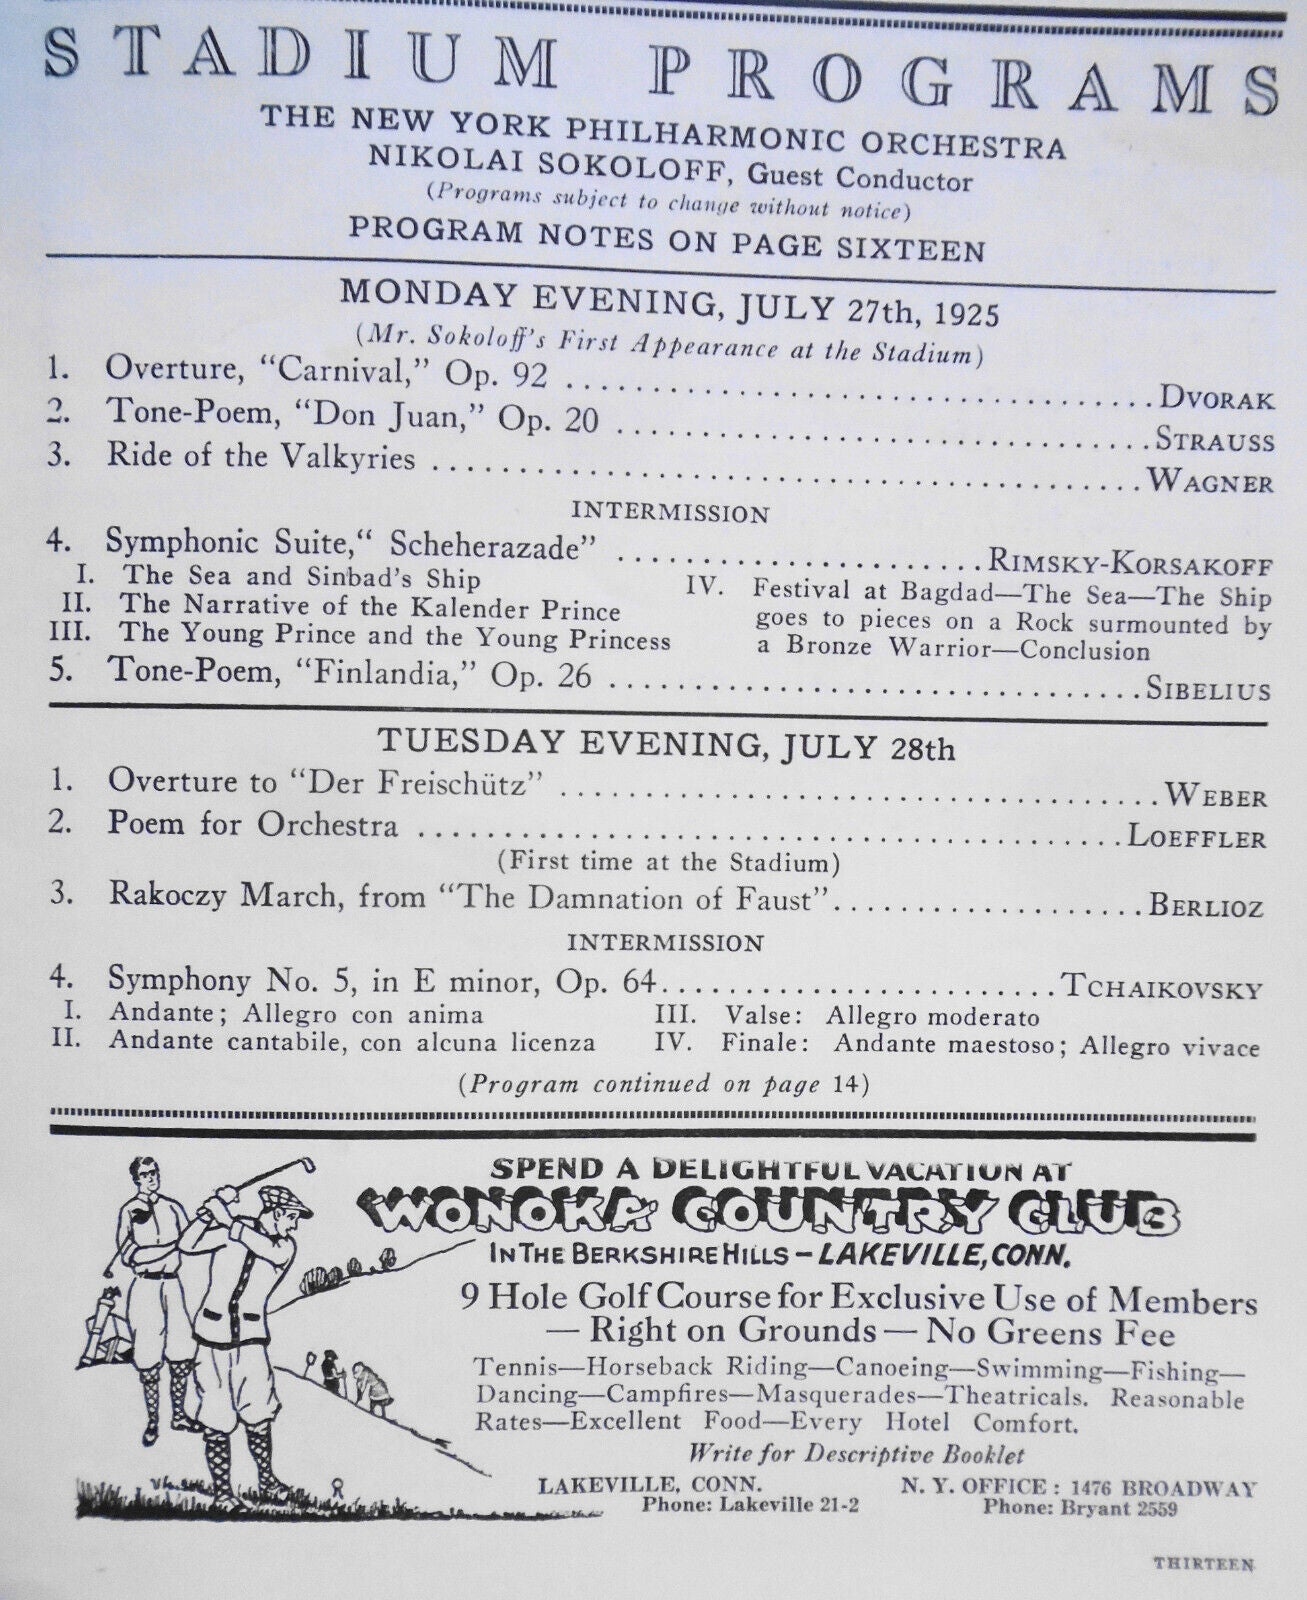 STADIUM PROGRAMS
THE NEW YORK PHILHARMONIC ORCHESTRA
NIKOLAI SOKOLOFF, Guest Conductor
(Programs subject to change without notice)
PROGRAM NOTES ON PAGE SIXTEEN
MONDAY EVENING, JULY 27th, 1925
(Mr. Sokoloff's First Appearance at the Stadium)
1. Overture, "Carnival," Op. 92 ........................................ DVORAK
2. Tone-Poem, "Don Juan," Op. 20 ........................................ STRAUSS
3. Ride of the Valkyries ........................................ WAGNER
INTERMISSION
4. Symphonic Suite," Scheherazade" ........................ RIMSKY-KORSAKOFF
I. The Sea and Sinbad's Ship
II. The Narrative of the Kalender Prince
III. The Young Prince and the Young Princess
IV. Festival at Bagdad—The Sea—The Ship
goes to pieces on a Rock surmounted by
a Bronze Warrior—Conclusion
5. Tone-Poem, "Finlandia," Op. 26 .................................... SIBELIUS
TUESDAY EVENING, JULY 28th
1. Overture to "Der Freischütz" ........................................ WEBER
2. Poem for Orchestra ........................................ LOEFFLER
(First time at the Stadium)
3. Rakoczy March, from "The Damnation of Faust".................... BERLIOZ
INTERMISSION
4. Symphony No. 5, in E minor, Op. 64.......................... TCHAIKOVSKY
I. Andante; Allegro con anima
II. Andante cantabile, con alcuna licenza
III. Valse: Allegro moderato
IV. Finale: Andante maestoso; Allegro vivace
(Program continued on page 14)
SPEND A DELIGHTFUL VACATION AT
WONOKA COUNTRY CLUB
IN THE BERKSHIRE HILLS – LAKEVILLE, CONN.
9 Hole Golf Course for Exclusive Use of Members
— Right on Grounds — No Greens Fee
Tennis—Horseback Riding—Canoeing—Swimming—Fishing—
Dancing—Campfires—Masquerades—Theatricals. Reasonable
Rates—Excellent Food—Every Hotel Comfort.
Write for Descriptive Booklet
LAKEVILLE, CONN.
Phone: Lakeville 21-2
N. Y. OFFICE: 1476 BROADWAY
Phone: Bryant 2559
THIRTEEN